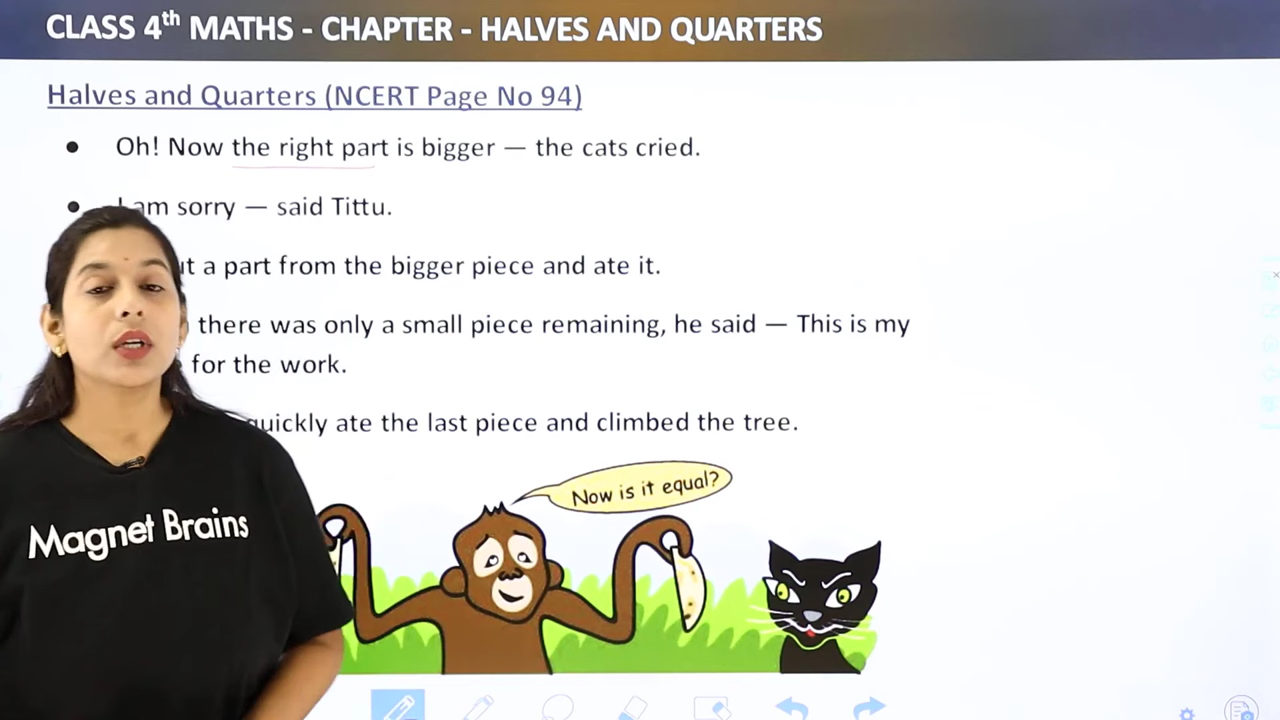 CLASS 4th MATHS - CHAPTER - HALVES AND QUARTERS
Halves and Quarters (NCERT Page No 94)
• Oh! Now the right part is bigger — the cats cried.
• am sorry — said Tittu.
a part from the bigger piece and ate it.
there was only a small piece remaining, he said — This is my
for the work.
quickly ate the last piece and climbed the tree.
Now is it equal?
Magnet Brains